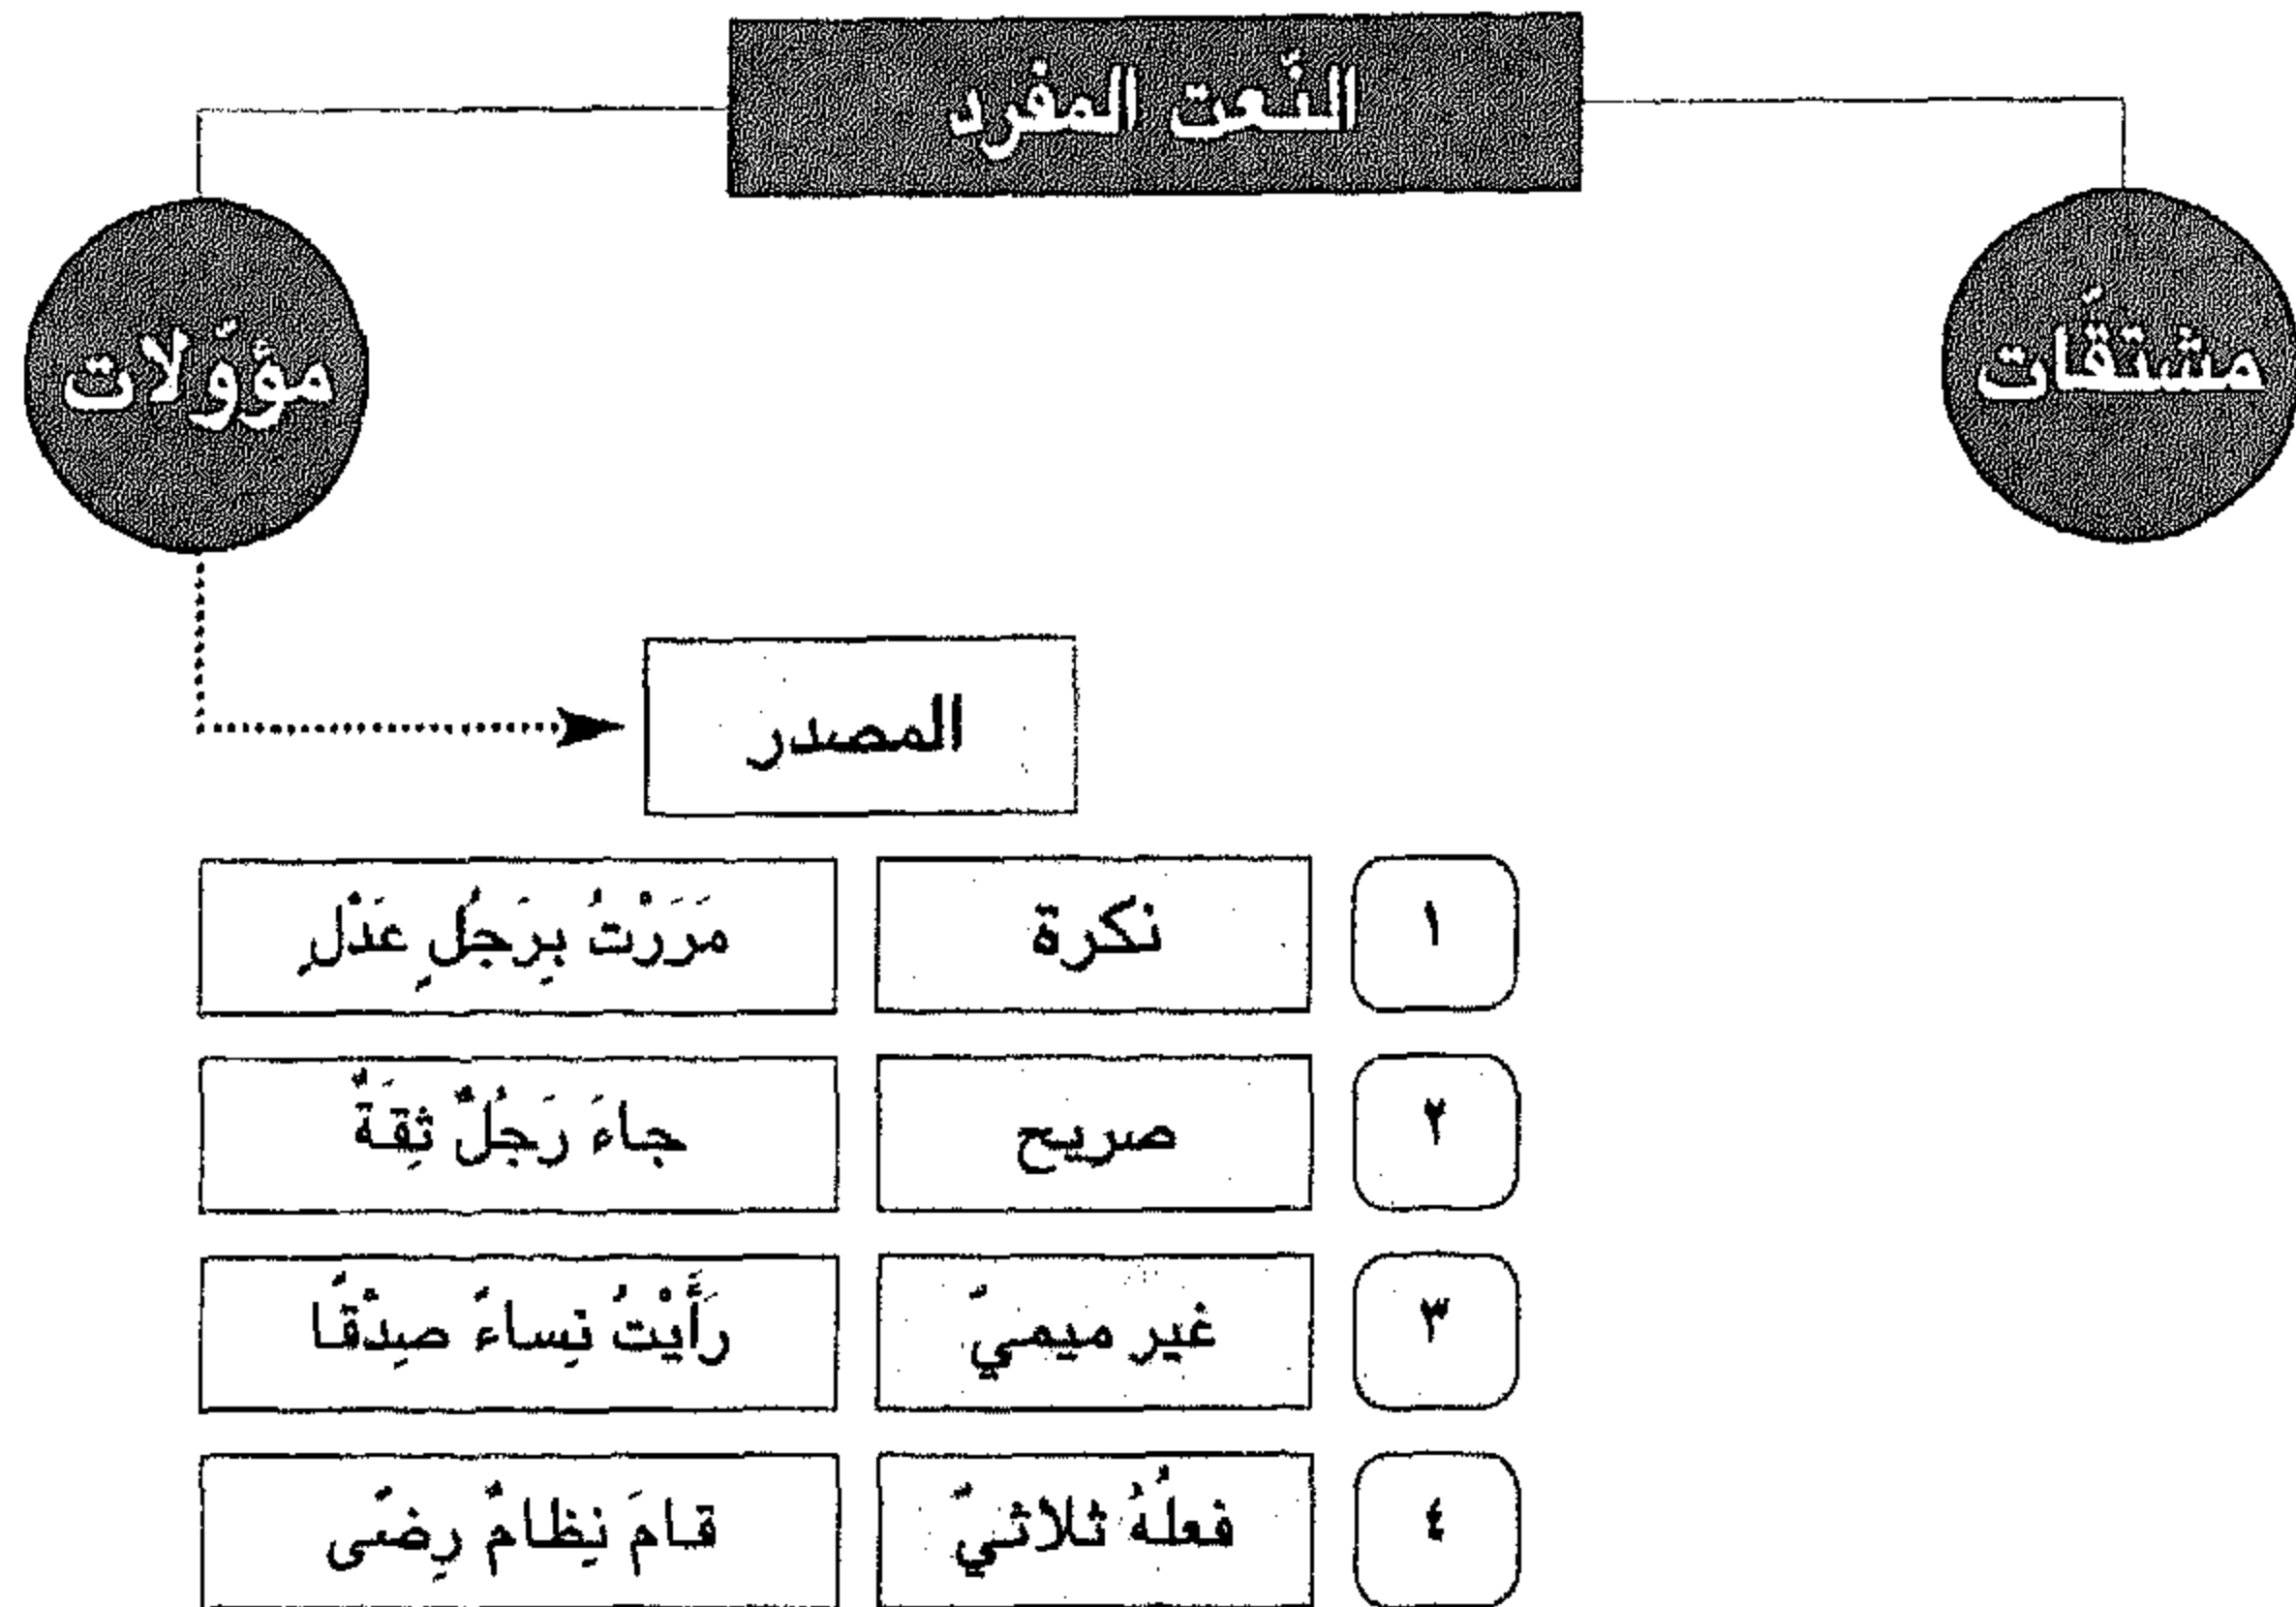 النّعت المفرد
مشتقّات
مؤوّلات
المصدر
١ نكرة مَرَرْتُ بِرَجُلٍ عَدْلٍ
٢ صريح جاءَ رَجُلٌ ثِقَةٌ
٣ غير ميميّ رَأَيْتُ نِساءً صِدْقًا
٤ فعلُهُ ثلاثيّ قامَ نِظامٌ رِضًى